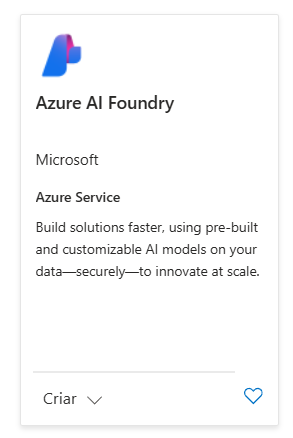 Azure AI Foundry
Microsoft
Azure Service
Build solutions faster, using pre-built
and customizable AI models on your
data—securely—to innovate at scale.
Criar